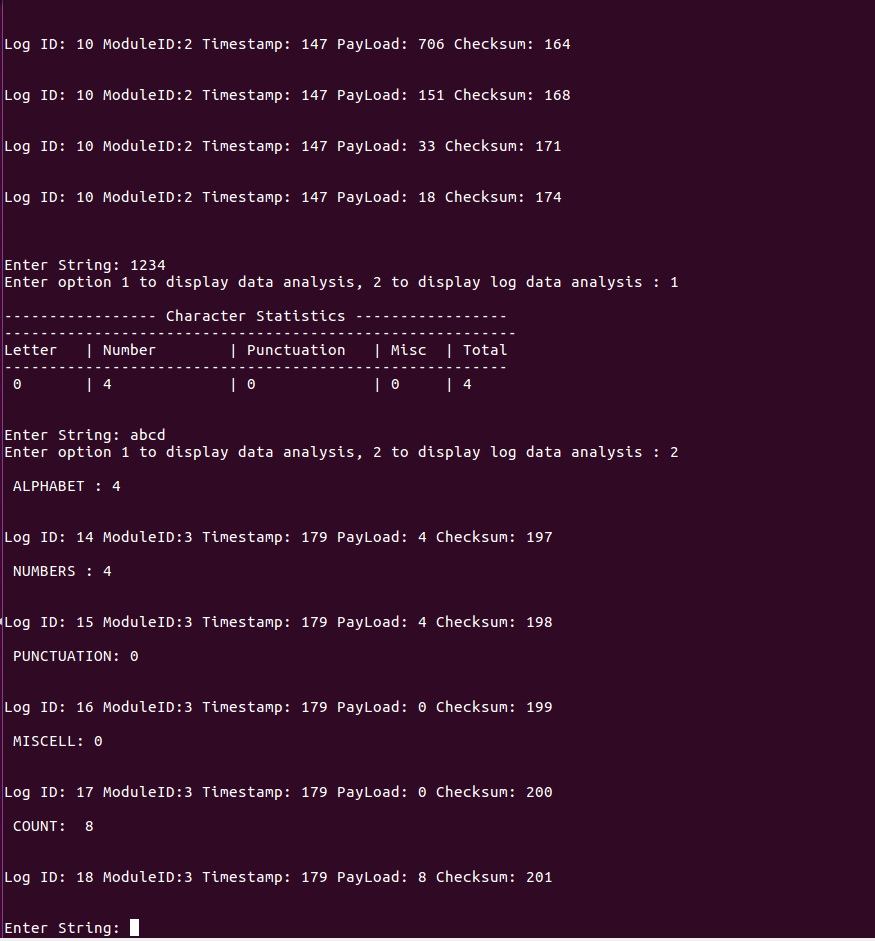 Log ID: 10 ModuleID:2 Timestamp: 147 PayLoad: 706 Checksum: 164
Log ID: 10 ModuleID:2 Timestamp: 147 PayLoad: 151 Checksum: 168
Log ID: 10 ModuleID:2 Timestamp: 147 PayLoad: 33 Checksum: 171
Log ID: 10 ModuleID:2 Timestamp: 147 PayLoad: 18 Checksum: 174
Enter String: 1234
Enter option 1 to display data analysis, 2 to display log data analysis : 1
----------------- Character Statistics -----------------
---------------------------------------------------------
Letter   | Number        | Punctuation   | Misc  | Total
--------------------------------------------------------
 0       | 4             | 0             | 0     | 4
Enter String: abcd
Enter option 1 to display data analysis, 2 to display log data analysis : 2
 ALPHABET : 4
Log ID: 14 ModuleID:3 Timestamp: 179 PayLoad: 4 Checksum: 197
 NUMBERS : 4
Log ID: 15 ModuleID:3 Timestamp: 179 PayLoad: 4 Checksum: 198
 PUNCTUATION: 0
Log ID: 16 ModuleID:3 Timestamp: 179 PayLoad: 0 Checksum: 199
 MISCELL: 0
Log ID: 17 ModuleID:3 Timestamp: 179 PayLoad: 0 Checksum: 200
 COUNT:  8
Log ID: 18 ModuleID:3 Timestamp: 179 PayLoad: 8 Checksum: 201
Enter String: